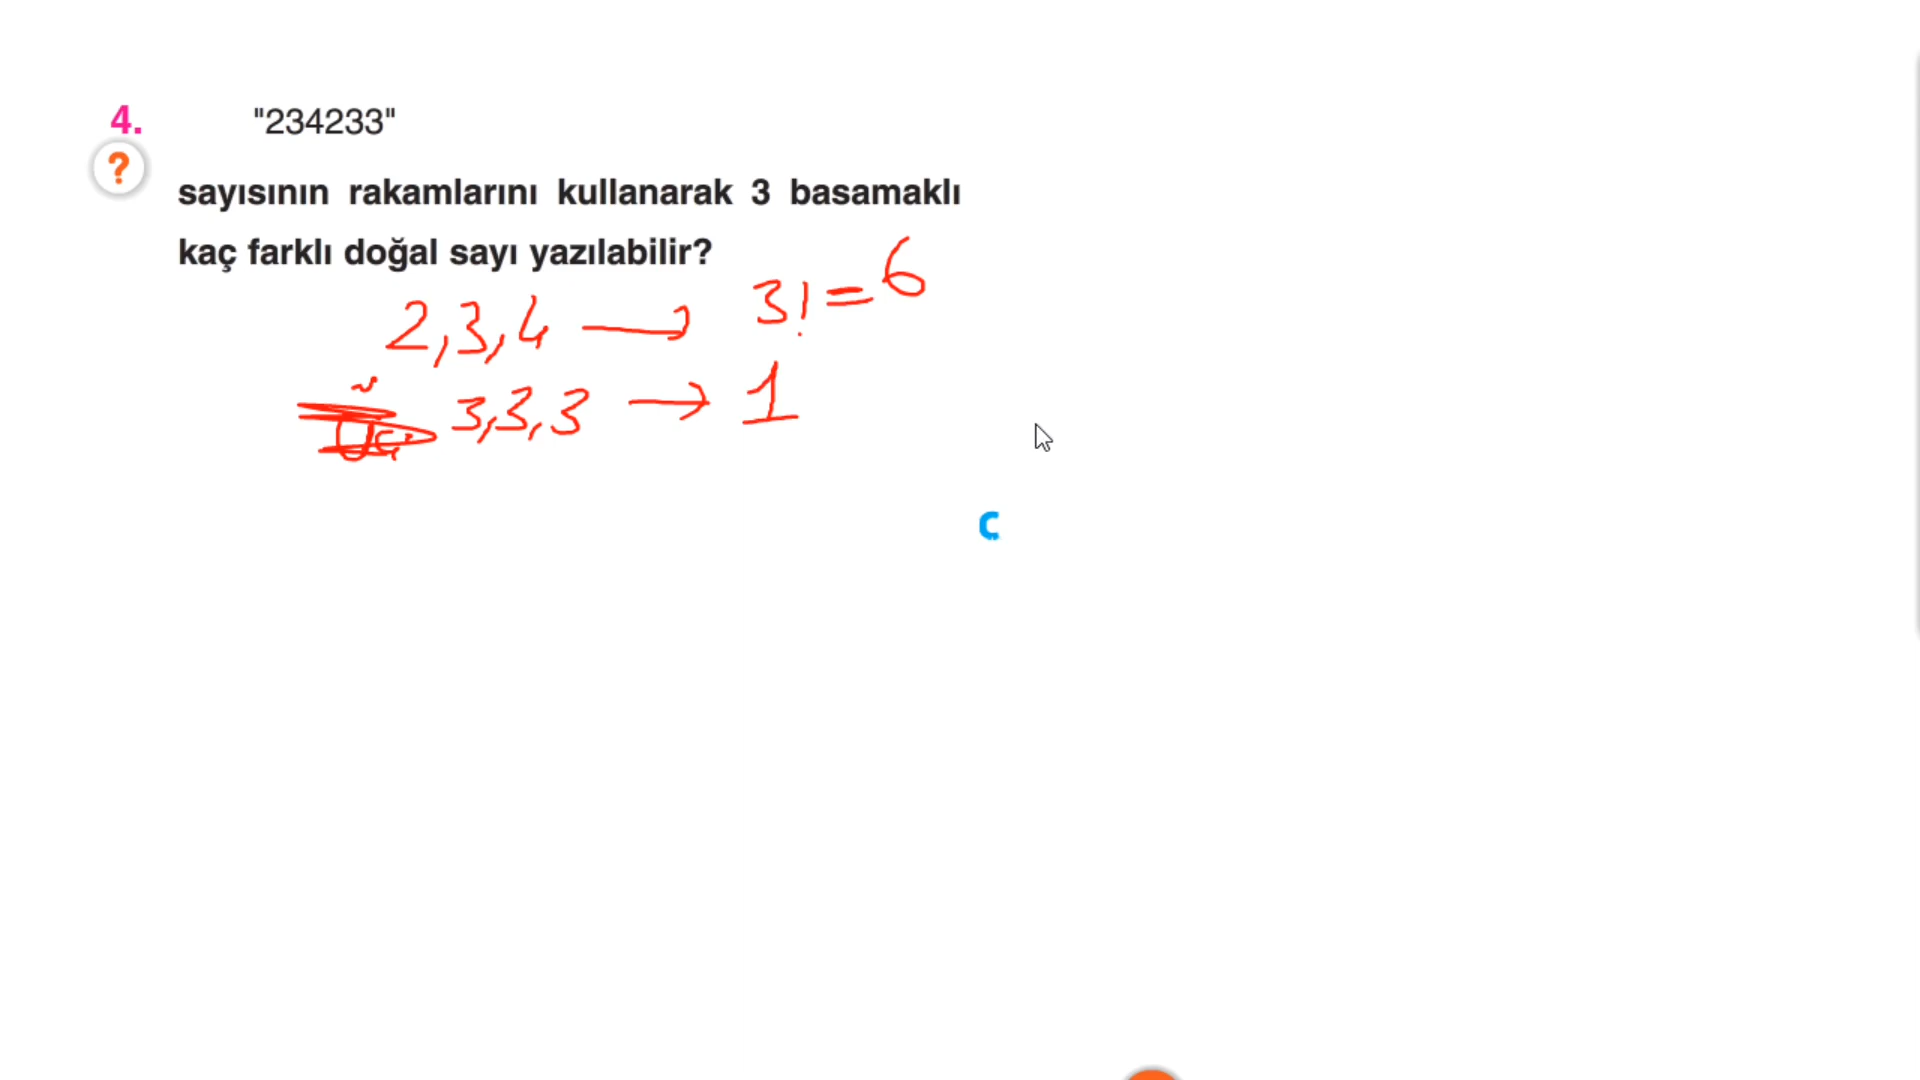 4. "234233"
?
sayısının rakamlarını kullanarak 3 basamaklı
kaç farklı doğal sayı yazılabilir?
2,3,4 → 3! = 6
3,3,3 → 1
Ç